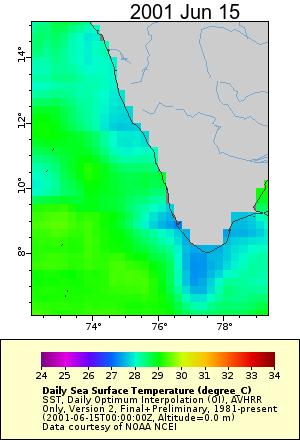 2001 Jun 15
14°
12°
10°
8°
74°
76°
78°
24 25 26 27 28 29 30 31 32 33 34
Daily Sea Surface Temperature (degree_C)
SST, Daily Optimum Interpolation (OI), AVHRR
Only, Version 2, Final+Preliminary, 1981-present
(2001-06-15T00:00:00Z, Altitude=0.0 m)
Data courtesy of NOAA NCEI